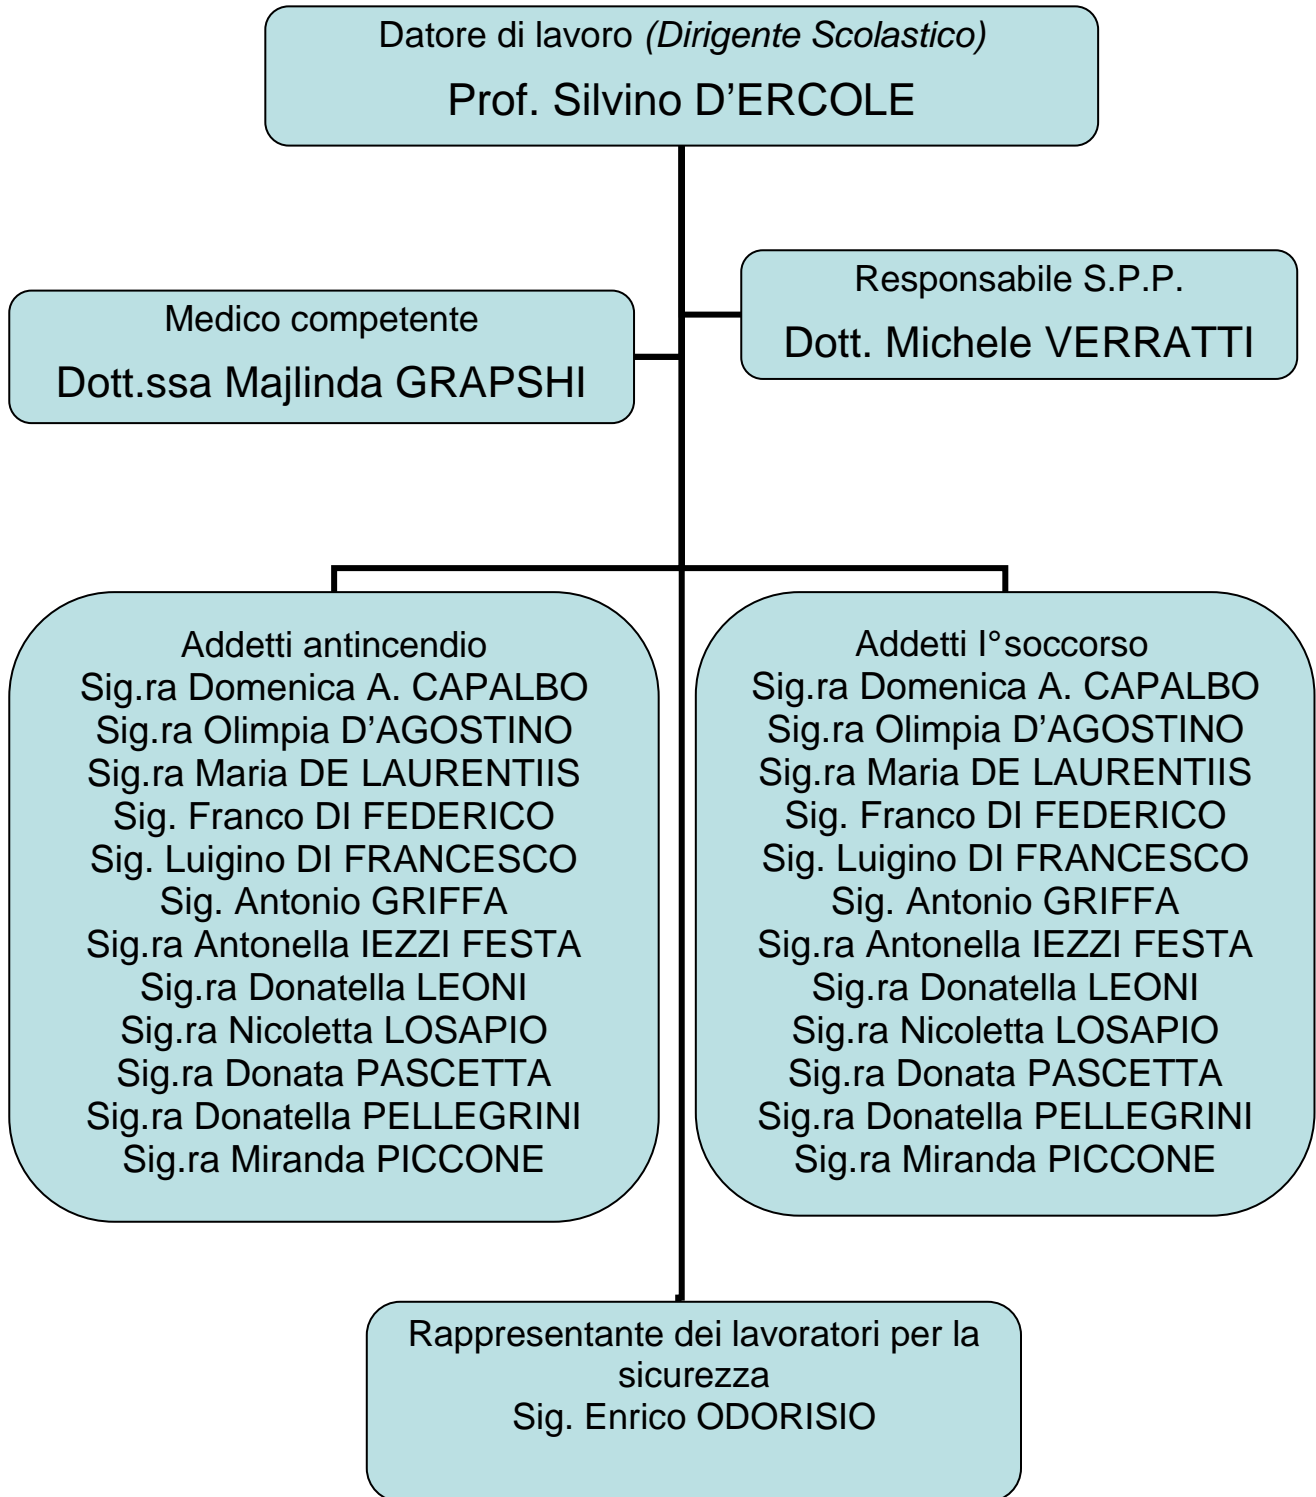 Datore di lavoro (Dirigente Scolastico)
Prof. Silvino D’ERCOLE
Responsabile S.P.P.
Dott. Michele VERRATTI
Medico competente
Dott.ssa Majlinda GRAPSHI
Addetti antincendio
Sig.ra Domenica A. CAPALBO
Sig.ra Olimpia D’AGOSTINO
Sig.ra Maria DE LAURENTIIS
Sig. Franco DI FEDERICO
Sig. Luigino DI FRANCESCO
Sig. Antonio GRIFFA
Sig.ra Antonella IEZZI FESTA
Sig.ra Donatella LEONI
Sig.ra Nicoletta LOSAPIO
Sig.ra Donata PASCETTA
Sig.ra Donatella PELLEGRINI
Sig.ra Miranda PICCONE
Addetti I° soccorso
Sig.ra Domenica A. CAPALBO
Sig.ra Olimpia D’AGOSTINO
Sig.ra Maria DE LAURENTIIS
Sig. Franco DI FEDERICO
Sig. Luigino DI FRANCESCO
Sig. Antonio GRIFFA
Sig.ra Antonella IEZZI FESTA
Sig.ra Donatella LEONI
Sig.ra Nicoletta LOSAPIO
Sig.ra Donata PASCETTA
Sig.ra Donatella PELLEGRINI
Sig.ra Miranda PICCONE
Rappresentante dei lavoratori per la
sicurezza
Sig. Enrico ODORISIO